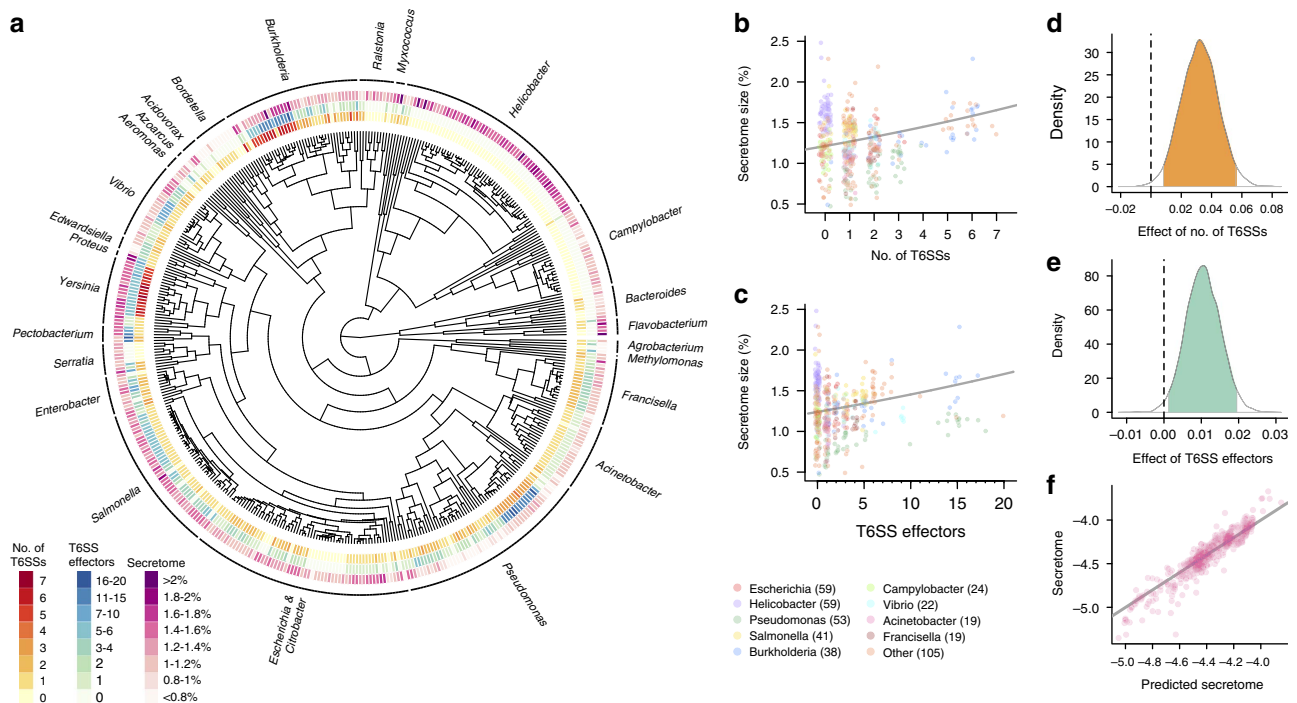 a
Burkholderia
Ralstonia
Myxococcus
Helicobacter
Bordetella
Acidovorax
Azoarcus
Aeromonas
Vibrio
Edwardsiella
Proteus
Yersinia
Pectobacterium
Serratia
Enterobacter
Salmonella
Escherichia &
Citrobacter
Pseudomonas
Acinetobacter
Francisella
Methylomonas
Agrobacterium
Flavobacterium
Bacteroides
Campylobacter
No. of
T6SSs
7
6
5
4
3
2
1
0
T6SS
effectors
16-20
11-15
7-10
5-6
3-4
2
1
0
Secretome
>2%
1.8-2%
1.6-1.8%
1.4-1.6%
1.2-1.4%
1-1.2%
0.8-1%
<0.8%
b
Secretome size (%)
2.5
2.0
1.5
1.0
0.5
0 1 2 3 4 5 6 7
No. of T6SSs
c
Secretome size (%)
2.5
2.0
1.5
1.0
0.5
0 5 10 15 20
T6SS effectors
Escherichia (59)
Helicobacter (59)
Pseudomonas (53)
Salmonella (41)
Burkholderia (38)
Campylobacter (24)
Vibrio (22)
Acinetobacter (19)
Francisella (19)
Other (105)
d
Density
30
25
20
15
10
5
0
−0.02 0.02 0.04 0.06 0.08
Effect of no. of T6SSs
e
Density
80
60
40
20
0
−0.01 0.00 0.01 0.02 0.03
Effect of T6SS effectors
f
Secretome
−4.0
−4.5
−5.0
−5.0 −4.8 −4.6 −4.4 −4.2 −4.0
Predicted secretome